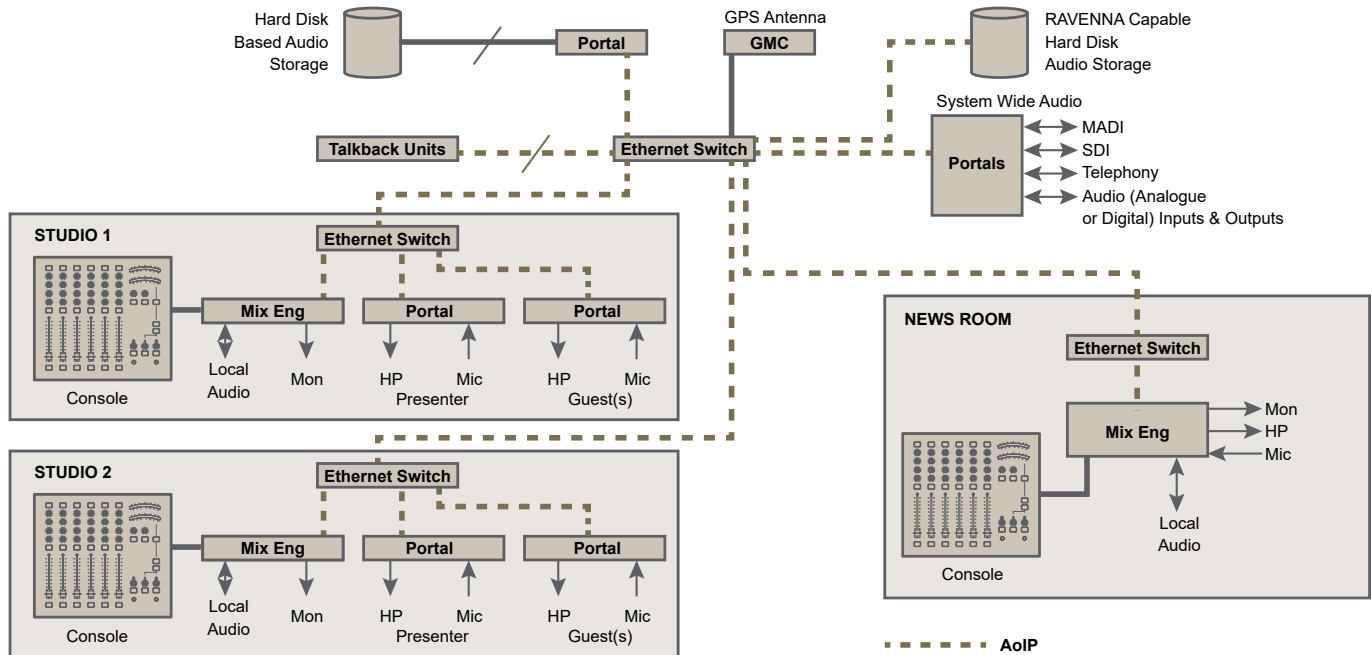 Hard Disk
Based Audio
Storage
Portal
GPS Antenna
GMC
RAVENNA Capable
Hard Disk
Audio Storage
System Wide Audio
Portals
MADI
SDI
Telephony
Audio (Analogue
or Digital) Inputs & Outputs
Talkback Units
Ethernet Switch
STUDIO 1
Ethernet Switch
Mix Eng
Portal
Portal
Console
Local
Audio
Mon
HP
Mic
Presenter
HP
Mic
Guest(s)
STUDIO 2
Ethernet Switch
Mix Eng
Portal
Portal
Console
Local
Audio
Mon
HP
Mic
Presenter
HP
Mic
Guest(s)
NEWS ROOM
Ethernet Switch
Mix Eng
Mon
HP
Mic
Local
Audio
Console
AoIP